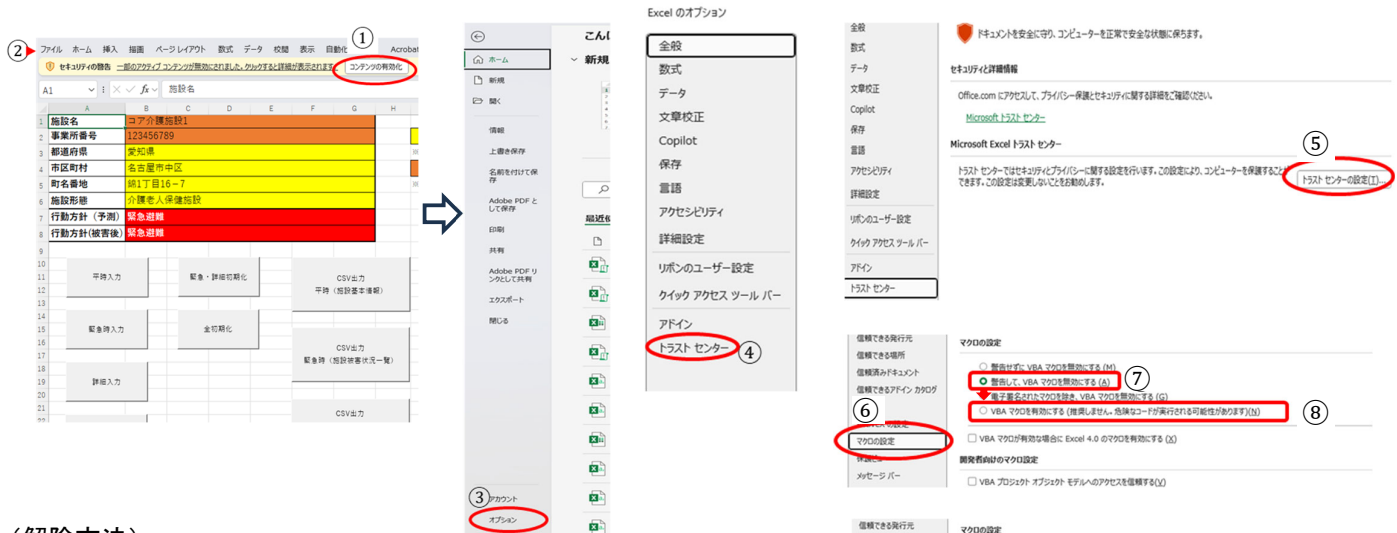 ①
②
ファイル ホーム 挿入 描画 ページ レイアウト 数式 データ 校閲 表示 自動化 Acrobat
セキュリティの警告 一部のアクティブ コンテンツが無効にされました。クリックすると詳細が表示されます。 コンテンツの有効化
A1 fx 施設名
A B C D E F G H
1 施設名 コア介護施設1
2 事業所番号 123456789
3 都道府県 愛知県
4 市区町村 名古屋市中区
5 町名番地 錦1丁目16-7
6 施設形態 介護老人保健施設
7 行動方針（予測） 緊急避難
8 行動方針(被害後) 緊急避難
9
10
11
12
13
14
15
16
17
18
19
20
21
22
平時入力
緊急・詳細初期化
CSV出力
平時（施設基本情報）
緊急時入力
全初期化
CSV出力
緊急時（施設被害状況一覧）
詳細入力
CSV出力
ホーム
新規
開く
情報
上書き保存
名前を付けて保
存
Adobe PDF と
して保存
印刷
共有
Adobe PDF リ
ンクとして共有
エクスポート
閉じる
③
アカウント
オプション
こん
新規
Excel のオプション
全般
数式
データ
文章校正
Copilot
保存
言語
アクセシビリティ
詳細設定
リボンのユーザー設定
クイック アクセス ツール バー
アドイン
トラスト センター
④
全般
数式
データ
文章校正
Copilot
保存
言語
アクセシビリティ
詳細設定
リボンのユーザー設定
クイック アクセス ツール バー
アドイン
トラスト センター
ドキュメントを安全に守り、コンピューターを正常で安全な状態に保ちます。
セキュリティと詳細情報
Office.com にアクセスして、プライバシー保護とセキュリティに関する詳細をご確認ください。
Microsoft トラスト センター
Microsoft Excel トラスト センター
⑤
トラスト センターではセキュリティとプライバシーに関する設定を行います。この設定により、コンピューターを保護することが
できます。この設定は変更しないことをお勧めします。
トラスト センターの設定(T)...
信頼できる発行元
信頼できる場所
信頼済みドキュメント
信頼できるアドイン カタログ
⑥
の設定
マクロの設定
メッセージ バー
マクロの設定
警告せずに VBA マクロを無効にする (M)
警告して、VBA マクロを無効にする (A)
⑦
電子署名されたマクロを除き、VBA マクロを無効にする (G)
VBA マクロを有効にする (推奨しません。危険なコードが実行される可能性があります)(N)
⑧
VBA マクロが有効な場合に Excel 4.0 のマクロを有効にする (X)
開発者向けのマクロ設定
VBA プロジェクト オブジェクト モデルへのアクセスを信頼する(V)
信頼できる発行元
マクロの設定
（解除方法）